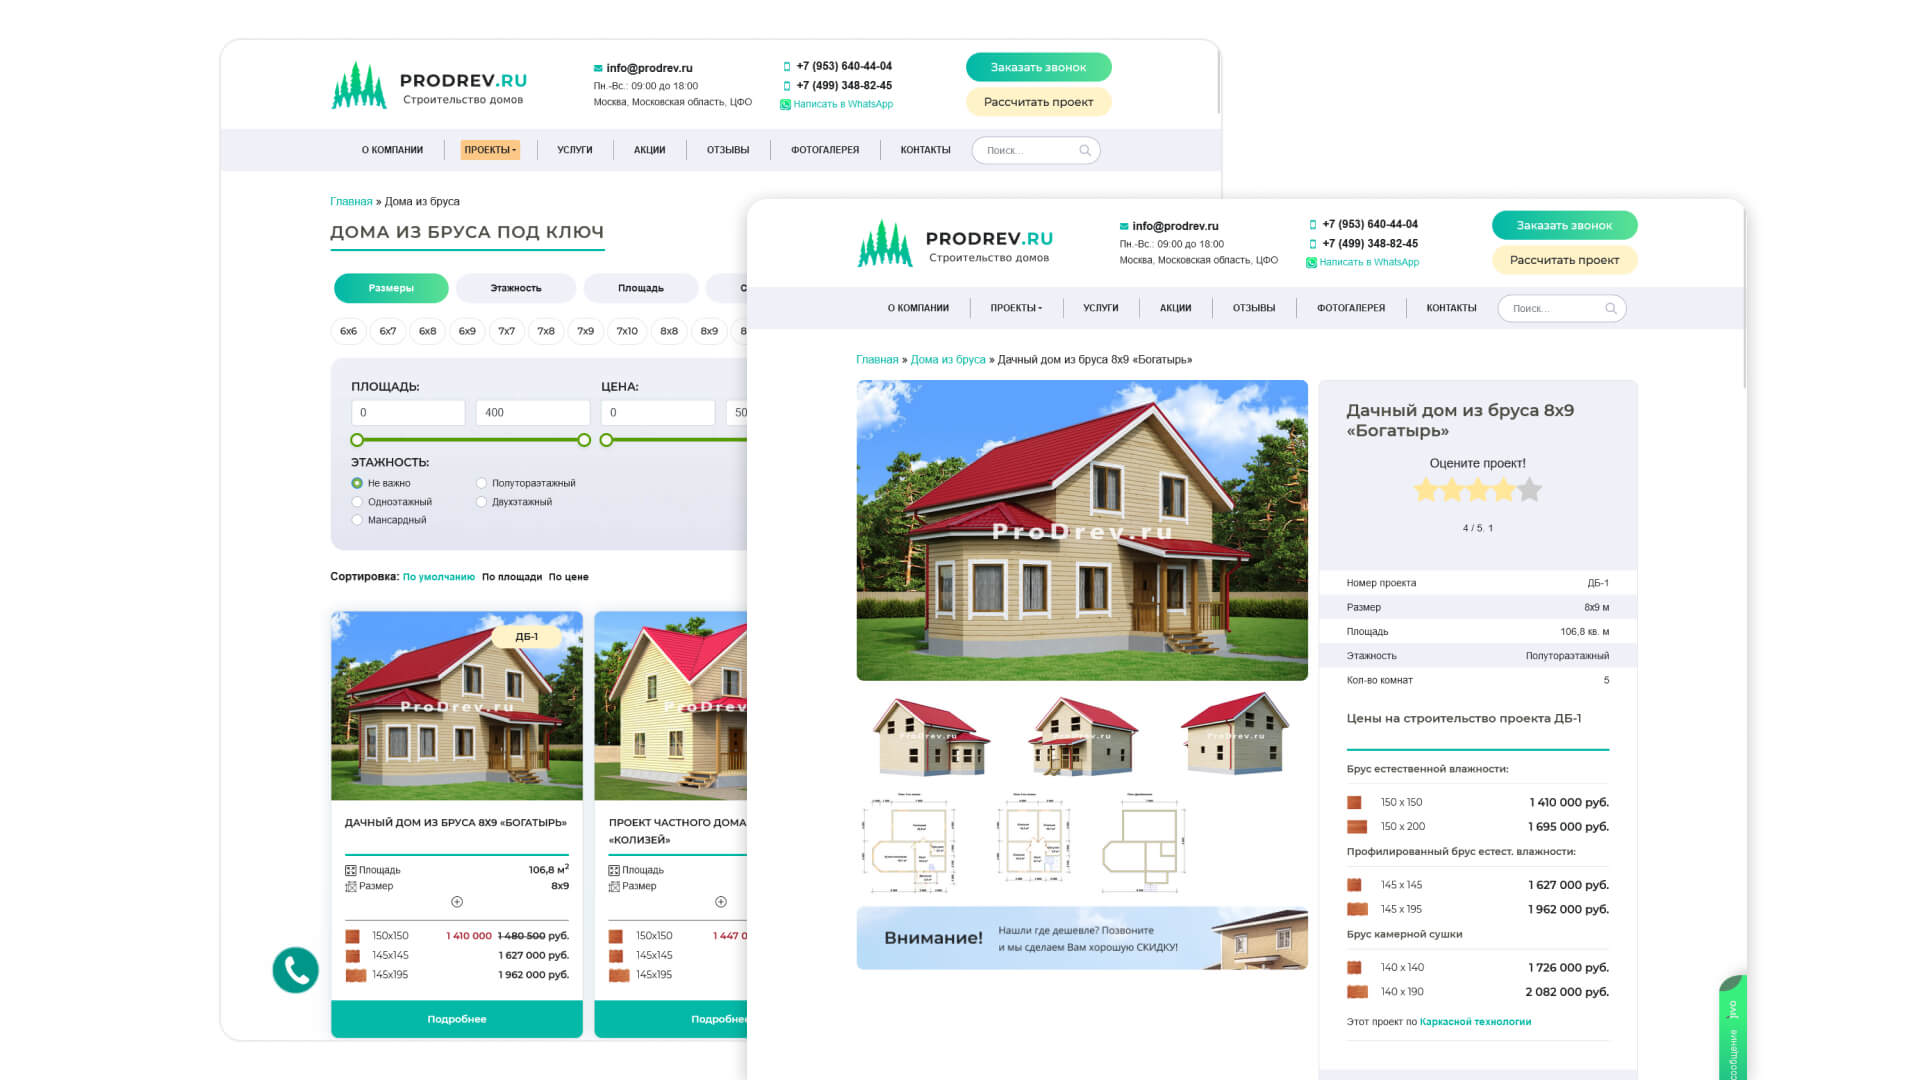 PRODREV.RU
Строительство домов
info@prodrev.ru
Пн.-Вс.: 09:00 до 18:00
Москва, Московская область, ЦФО
+7 (953) 640-44-04
+7 (499) 348-82-45
Написать в WhatsApp
Заказать звонок
Рассчитать проект
О КОМПАНИИ
ПРОЕКТЫ
УСЛУГИ
АКЦИИ
ОТЗЫВЫ
ФОТОГАЛЕРЕЯ
КОНТАКТЫ
Поиск...
Главная » Дома из бруса
ДОМА ИЗ БРУСА ПОД КЛЮЧ
Размеры
Этажность
Площадь
6x6 6x7 6x8 6x9 7x7 7x8 7x9 7x10 8x8 8x9
ПЛОЩАДЬ:
0 400
ЦЕНА:
0 50
ЭТАЖНОСТЬ:
Не важно
Полутораэтажный
Одноэтажный
Двухэтажный
Мансардный
Сортировка: По умолчанию По площади По цене
ДБ-1
ProDrev.ru
ДАЧНЫЙ ДОМ ИЗ БРУСА 8Х9 «БОГАТЫРЬ»
Площадь 106,8 м2
Размер 8x9
150x150 1 410 000 1 480 500 руб.
145x145 1 627 000 руб.
145x195 1 962 000 руб.
Подробнее
ProDrev.ru
ПРОЕКТ ЧАСТНОГО ДОМА
«КОЛИЗЕЙ»
Площадь
Размер
150x150 1 447 0
145x145
145x195
Подробнее
PRODREV.RU
Строительство домов
info@prodrev.ru
Пн.-Вс.: 09:00 до 18:00
Москва, Московская область, ЦФО
+7 (953) 640-44-04
+7 (499) 348-82-45
Написать в WhatsApp
Заказать звонок
Рассчитать проект
О КОМПАНИИ
ПРОЕКТЫ
УСЛУГИ
АКЦИИ
ОТЗЫВЫ
ФОТОГАЛЕРЕЯ
КОНТАКТЫ
Поиск...
Главная » Дома из бруса » Дачный дом из бруса 8х9 «Богатырь»
ProDrev.ru
ProDrev.ru
ProDrev.ru
ProDrev.ru
Внимание!
Нашли где дешевле? Позвоните
и мы сделаем Вам хорошую СКИДКУ!
Дачный дом из бруса 8х9
«Богатырь»
Оцените проект!
4 / 5. 1
Номер проекта ДБ-1
Размер 8x9 м
Площадь 106,8 кв. м
Этажность Полутораэтажный
Кол-во комнат 5
Цены на строительство проекта ДБ-1
Брус естественной влажности:
150 x 150 1 410 000 руб.
150 x 200 1 695 000 руб.
Профилированный брус естест. влажности:
145 x 145 1 627 000 руб.
145 x 195 1 962 000 руб.
Брус камерной сушки
140 x 140 1 726 000 руб.
140 x 190 2 082 000 руб.
Этот проект по Каркасной технологии